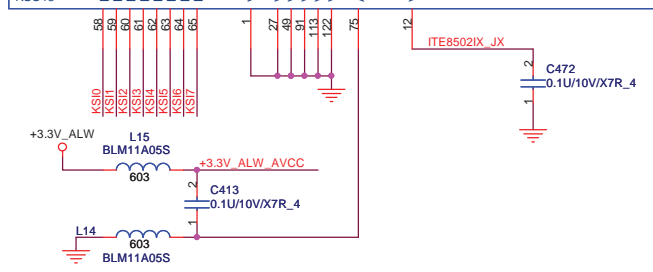 58 59 60 61 62 63 64 65 1 27 49 91 113 122 75 12
KSI0 KSI1 KSI2 KSI3 KSI4 KSI5 KSI6 KSI7
ITE8502IX_JX
2
C472
0.1U/10V/X7R_4
1
+3.3V_ALW
L15
BLM11A05S
603
+3.3V_ALW_AVCC
2
C413
0.1U/10V/X7R_4
1
L14
603
BLM11A05S